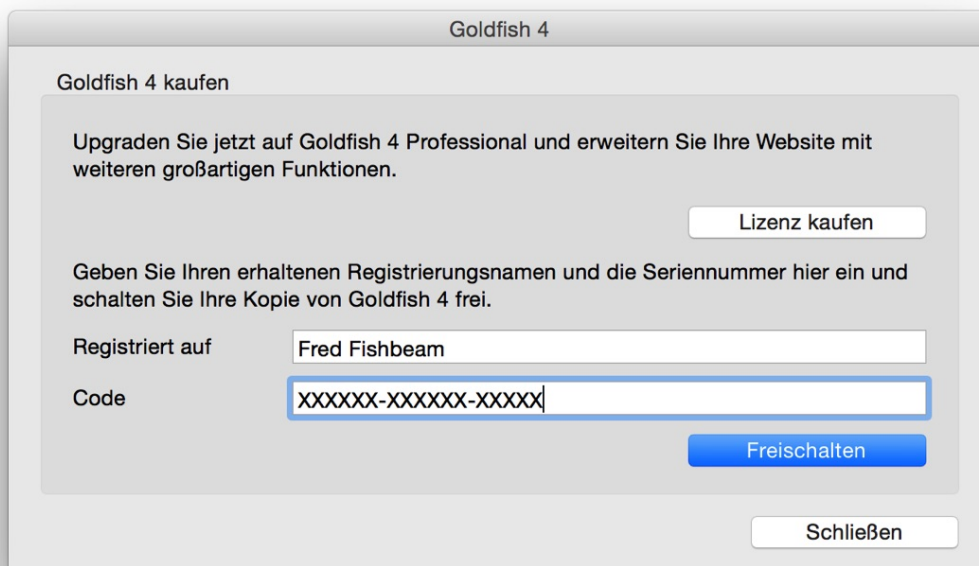 Goldfish 4
Goldfish 4 kaufen
Upgraden Sie jetzt auf Goldfish 4 Professional und erweitern Sie Ihre Website mit
weiteren großartigen Funktionen.
Lizenz kaufen
Geben Sie Ihren erhaltenen Registrierungsnamen und die Seriennummer hier ein und
schalten Sie Ihre Kopie von Goldfish 4 frei.
Registriert auf Fred Fishbeam
Code XXXXXX-XXXXXX-XXXXX
Freischalten
Schließen